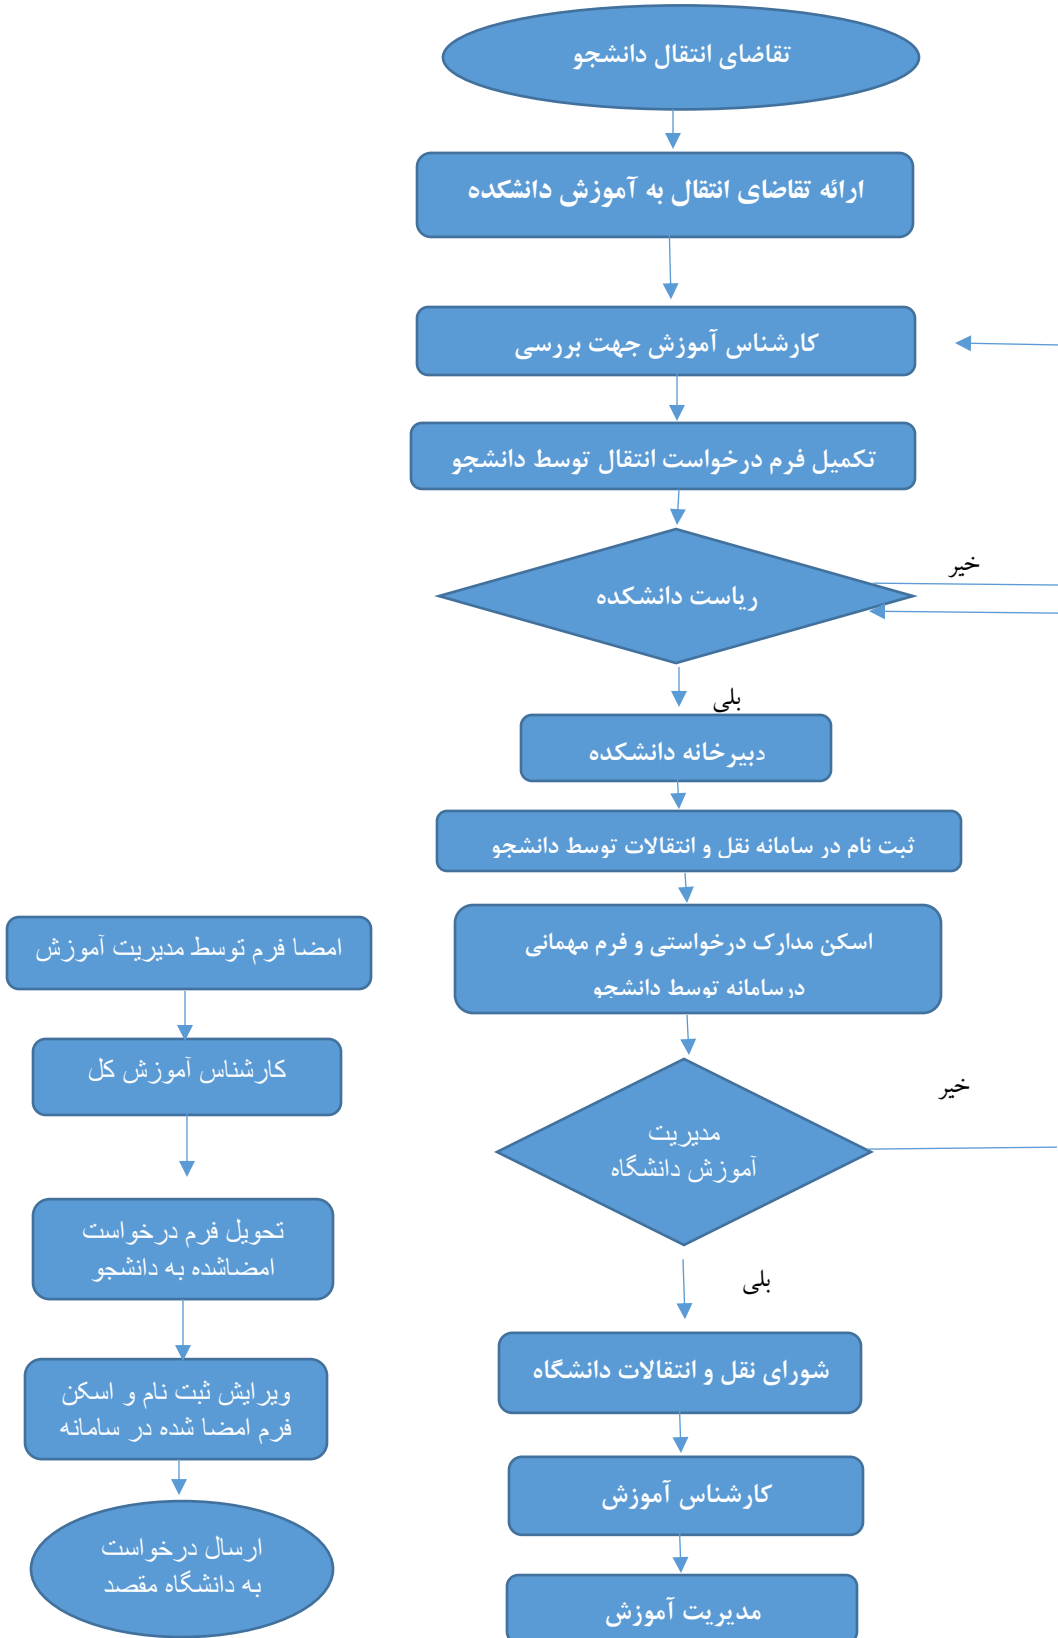 تقاضای انتقال دانشجو
ارائه تقاضای انتقال به آموزش دانشکده
کارشناس آموزش جهت بررسی
تکمیل فرم درخواست انتقال توسط دانشجو
ریاست دانشکده
خیر
بلی
دبیرخانه دانشکده
ثبت نام در سامانه نقل و انتقالات توسط دانشجو
اسکن مدارک درخواستی و فرم مهمانی
درسامانه توسط دانشجو
مدیریت
آموزش دانشگاه
خیر
بلی
شورای نقل و انتقالات دانشگاه
کارشناس آموزش
مدیریت آموزش
امضا فرم توسط مدیریت آموزش
کارشناس آموزش کل
تحویل فرم درخواست
امضاشده به دانشجو
ویرایش ثبت نام و اسکن
فرم امضا شده در سامانه
ارسال درخواست
به دانشگاه مقصد